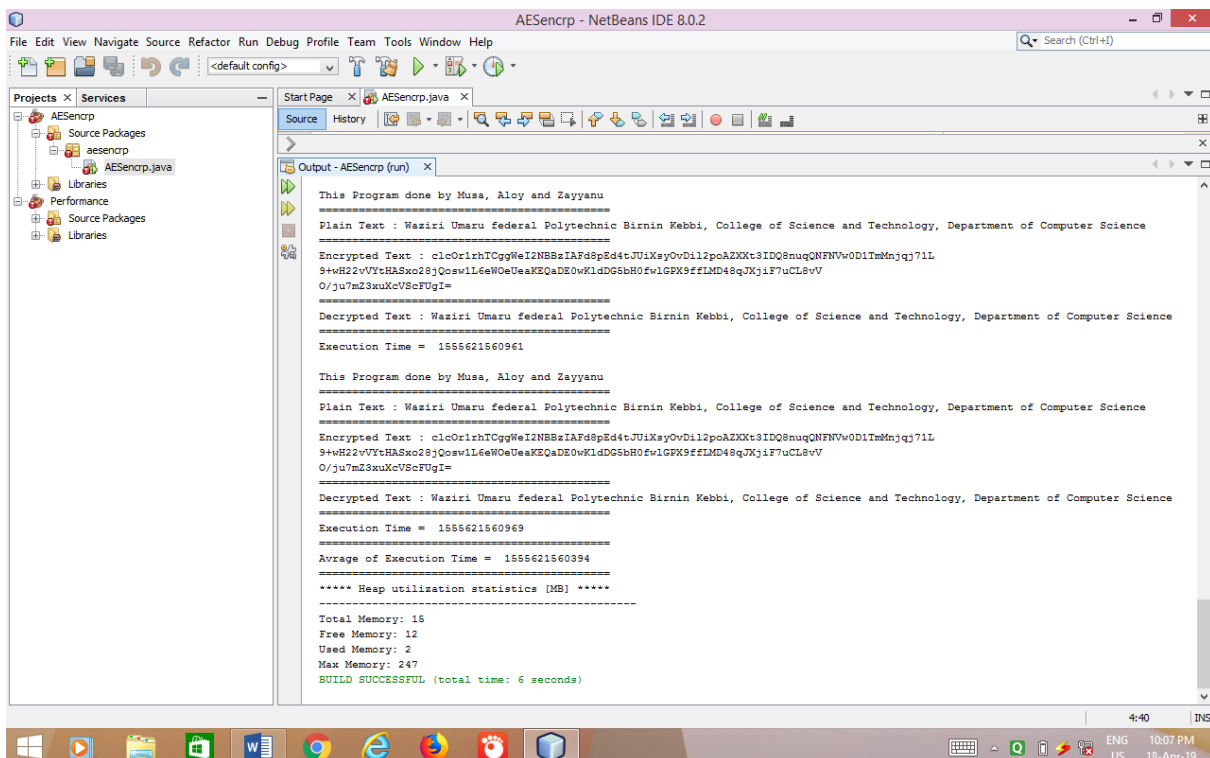 AESencrp - NetBeans IDE 8.0.2
File Edit View Navigate Source Refactor Run Debug Profile Team Tools Window Help
Search (Ctrl+I)
<default config>
Projects Services
Start Page AESencrp.java
AESencrp
Source Packages
aesencrp
AESencrp.java
Libraries
Performance
Source Packages
Libraries
Source History
Output - AESencrp (run)
This Program done by Musa, Aloy and Zayyanu
============================================
Plain Text : Waziri Umaru federal Polytechnic Birnin Kebbi, College of Science and Technology, Department of Computer Science
============================================
Encrypted Text :
O/ju7mZ3xuXcVScFUgI=
============================================
Decrypted Text : Waziri Umaru federal Polytechnic Birnin Kebbi, College of Science and Technology, Department of Computer Science
============================================
Execution Time = 1555621560961
This Program done by Musa, Aloy and Zayyanu
============================================
Plain Text : Waziri Umaru federal Polytechnic Birnin Kebbi, College of Science and Technology, Department of Computer Science
============================================
Encrypted Text :
O/ju7mZ3xuXcVScFUgI=
============================================
Decrypted Text : Waziri Umaru federal Polytechnic Birnin Kebbi, College of Science and Technology, Department of Computer Science
============================================
Execution Time = 1555621560969
============================================
Avrage of Execution Time = 1555621560394
============================================
***** Heap utilization statistics [MB] *****
------------------------------------------------
Total Memory: 15
Free Memory: 12
Used Memory: 2
Max Memory: 247
BUILD SUCCESSFUL (total time: 6 seconds)
4:40 INS
ENG 10:07 PM
US 18-Apr-19